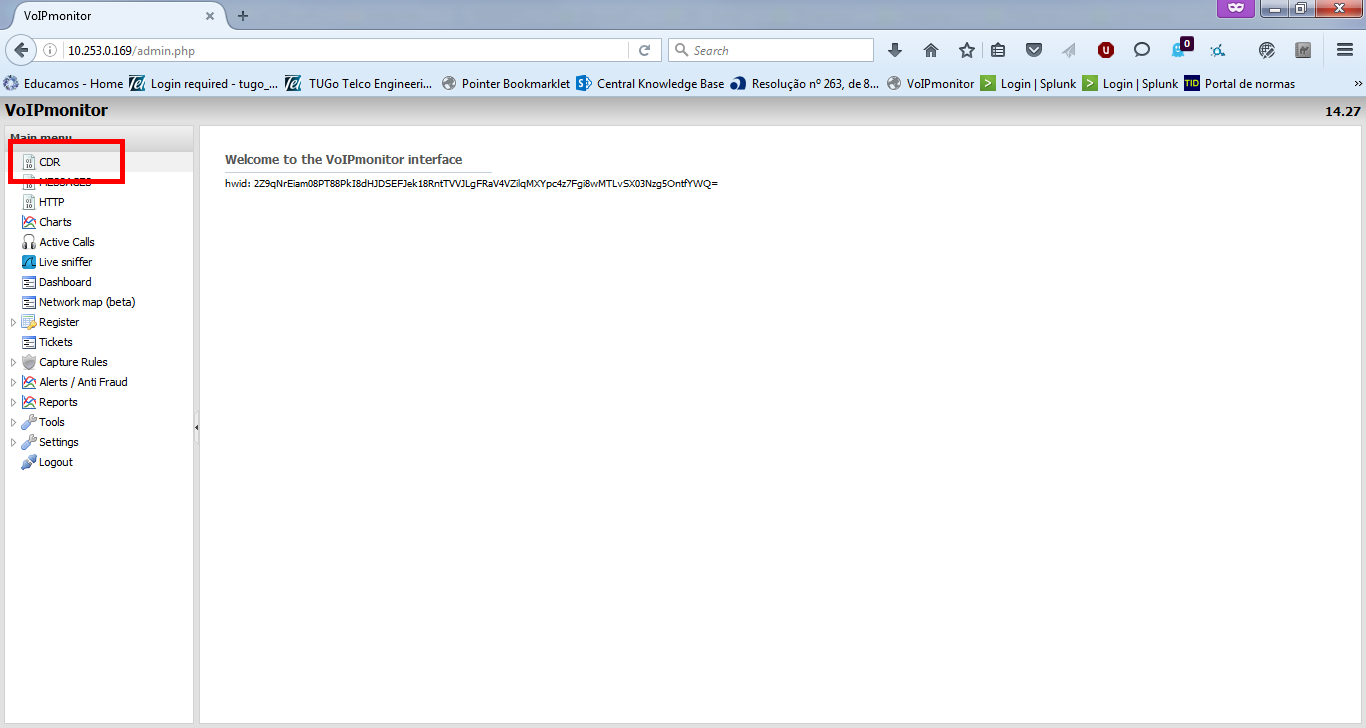 VoIPmonitor
10.253.0.169/admin.php
Search
0
Educamos - Home
Login required - tugo_...
TUGo Telco Engineeri...
Pointer Bookmarklet
Central Knowledge Base
Resolução nº 263, de 8...
VoIPmonitor
Login | Splunk
Login | Splunk
TID Portal de normas
VoIPmonitor
14.27
Main menu
CDR
MESSAGES
HTTP
Charts
Active Calls
Live sniffer
Dashboard
Network map (beta)
Register
Tickets
Capture Rules
Alerts / Anti Fraud
Reports
Tools
Settings
Logout
Welcome to the VoIPmonitor interface
hwid: